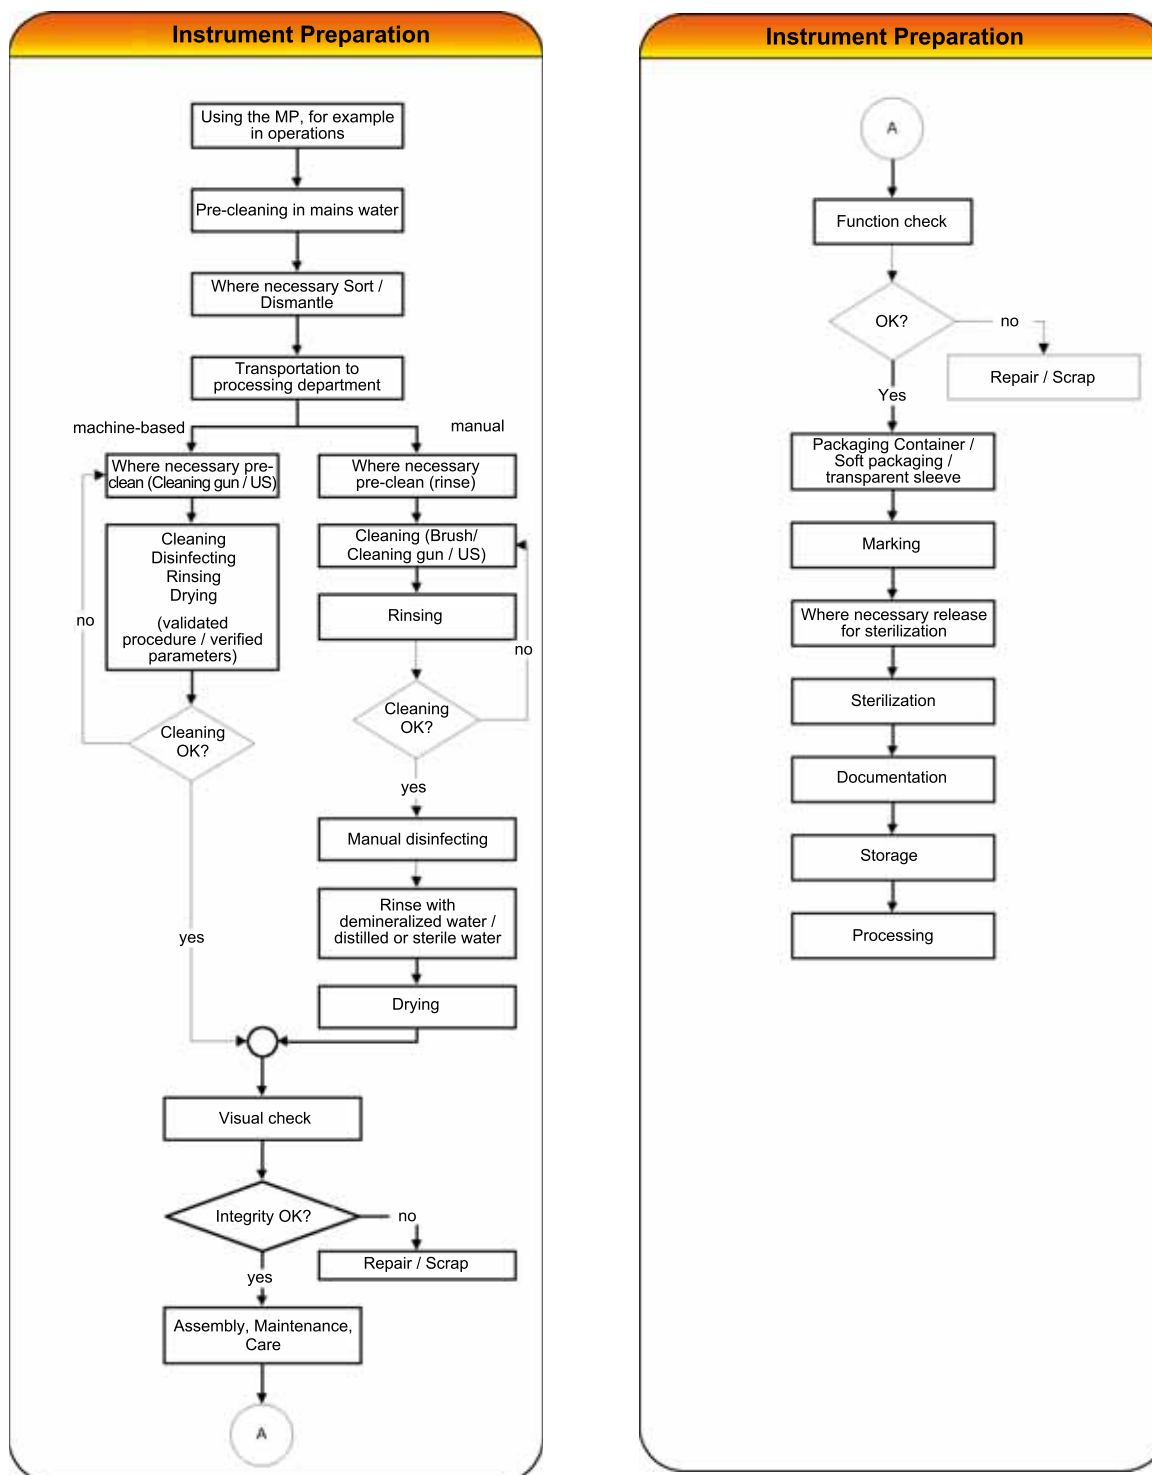 Instrument Preparation
Using the MP, for example
in operations
Pre-cleaning in mains water
Where necessary Sort /
Dismantle
Transportation to
processing department
machine-based
manual
Where necessary pre-
clean (Cleaning gun / US)
Where necessary
pre-clean (rinse)
Cleaning
Disinfecting
Rinsing
Drying
(validated
procedure / verified
parameters)
Cleaning (Brush/
Cleaning gun / US)
Rinsing
no
no
Cleaning
OK?
Cleaning
OK?
yes
Manual disinfecting
Rinse with
demineralized water /
distilled or sterile water
yes
Drying
Visual check
Integrity OK?
no
Repair / Scrap
yes
Assembly, Maintenance,
Care
A
Instrument Preparation
A
Function check
OK?
no
Repair / Scrap
Yes
Packaging Container /
Soft packaging /
transparent sleeve
Marking
Where necessary release
for sterilization
Sterilization
Documentation
Storage
Processing